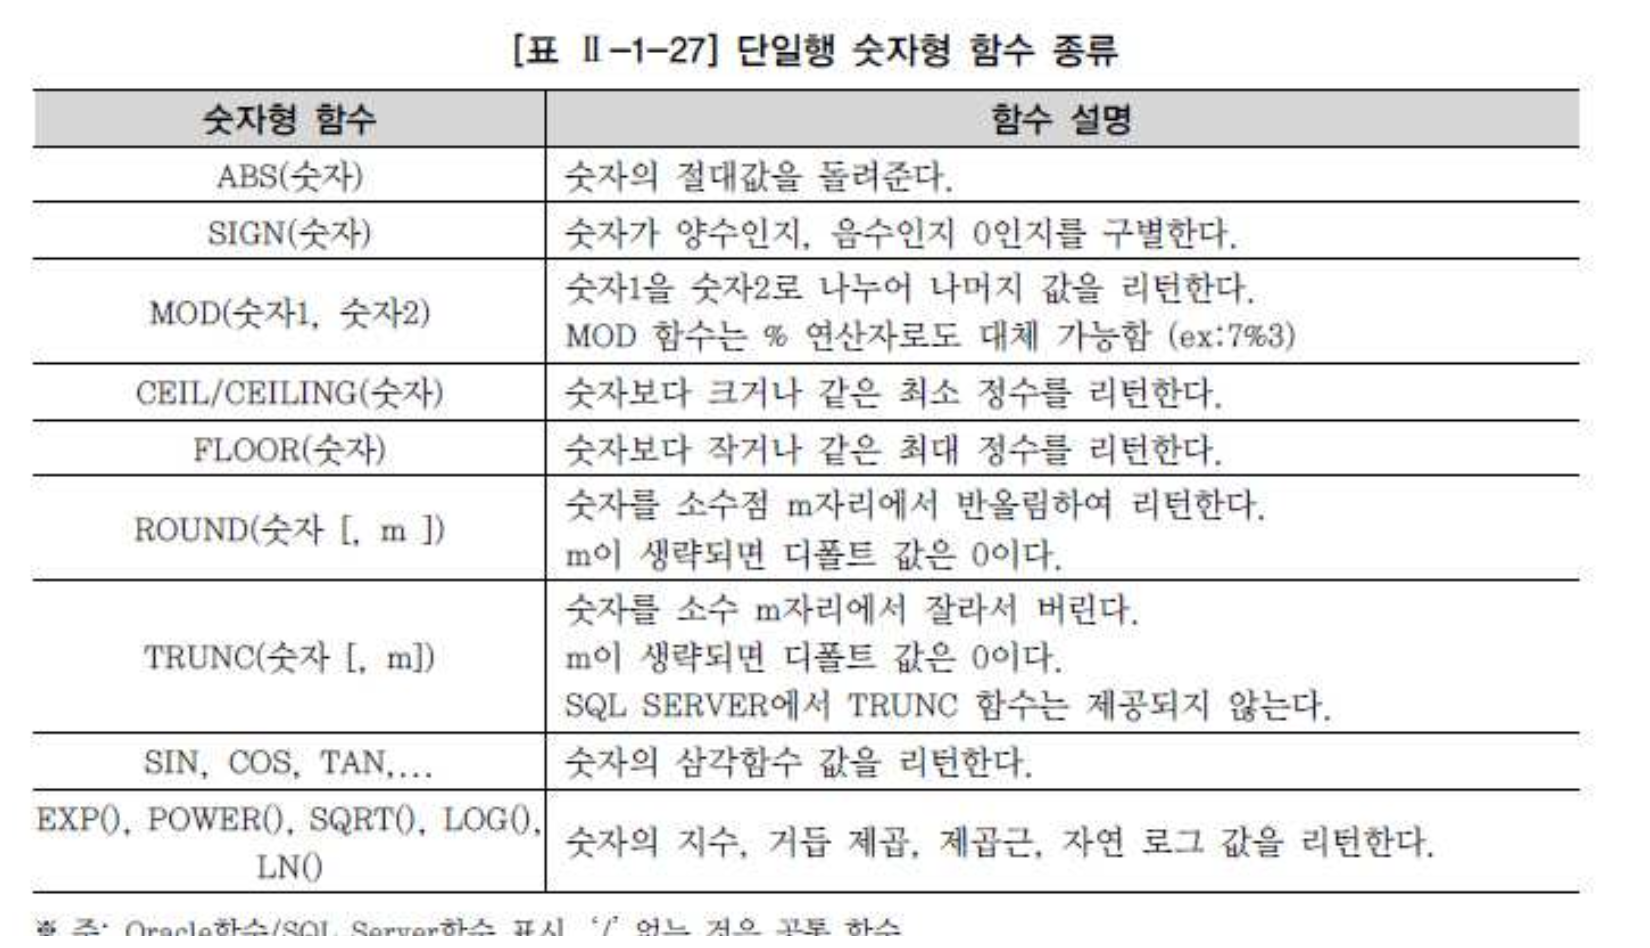 [표 Ⅱ-1-27] 단일행 숫자형 함수 종류
숫자형 함수 함수 설명
ABS(숫자) 숫자의 절대값을 돌려준다.
SIGN(숫자) 숫자가 양수인지, 음수인지 0인지를 구별한다.
MOD(숫자1, 숫자2)
숫자1을 숫자2로 나누어 나머지 값을 리턴한다.
MOD 함수는 % 연산자로도 대체 가능함 (ex:7%3)
CEIL/CEILING(숫자) 숫자보다 크거나 같은 최소 정수를 리턴한다.
FLOOR(숫자) 숫자보다 작거나 같은 최대 정수를 리턴한다.
ROUND(숫자 [, m ])
숫자를 소수점 m자리에서 반올림하여 리턴한다.
m이 생략되면 디폴트 값은 0이다.
TRUNC(숫자 [, m])
숫자를 소수 m자리에서 잘라서 버린다.
m이 생략되면 디폴트 값은 0이다.
SQL SERVER에서 TRUNC 함수는 제공되지 않는다.
SIN, COS, TAN,... 숫자의 삼각함수 값을 리턴한다.
EXP(), POWER(), SQRT(), LOG(),
LN()
숫자의 지수, 거듭 제곱, 제곱근, 자연 로그 값을 리턴한다.
※ 주: Oracle함수/SQL Server함수 표시, '/' 없는 것은 공통 함수